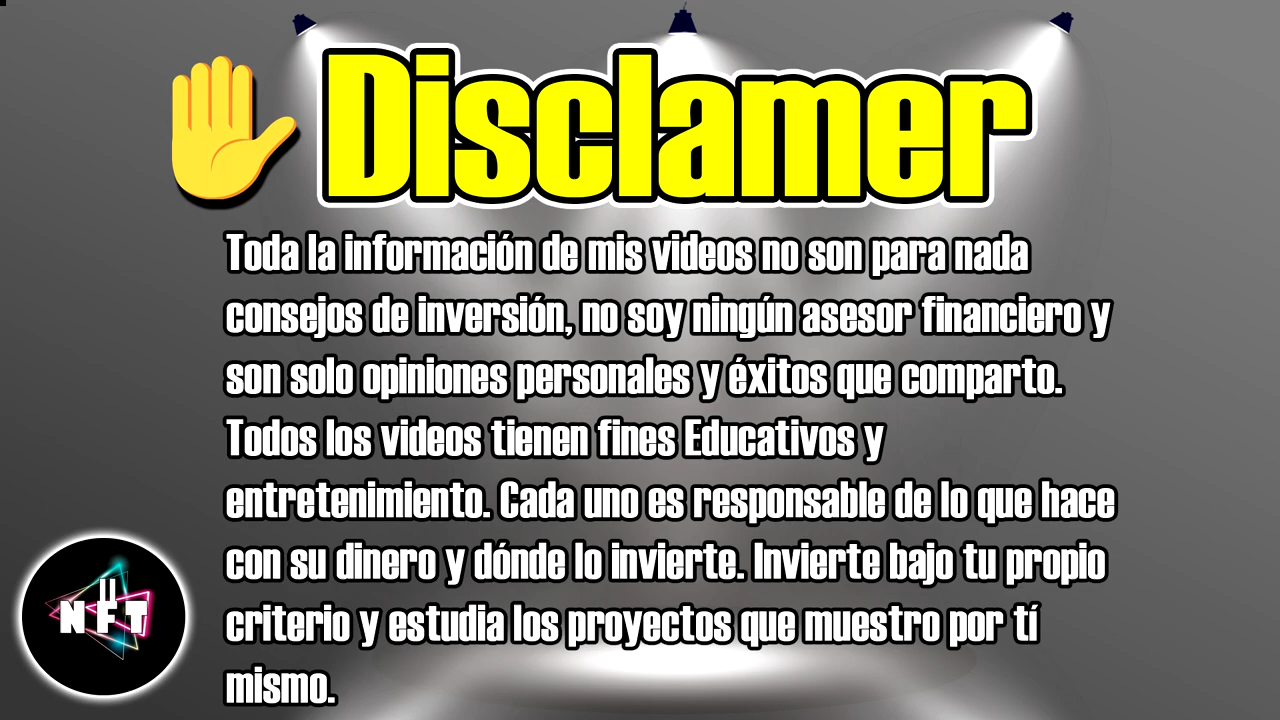 Disclamer
Toda la información de mis videos no son para nada
consejos de inversión, no soy ningún asesor financiero y
son solo opiniones personales y éxitos que comparto.
Todos los videos tienen fines Educativos y
entretenimiento. Cada uno es responsable de lo que hace
con su dinero y dónde lo invierte. Invierte bajo tu propio
criterio y estudia los proyectos que muestro por tí
mismo.
NFT